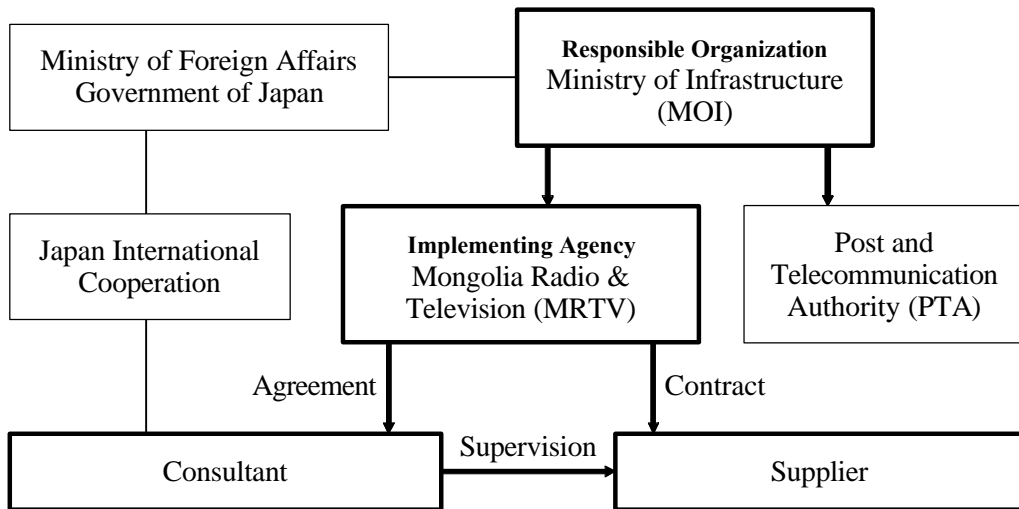 Ministry of Foreign Affairs
Government of Japan
Responsible Organization
Ministry of Infrastructure
(MOI)
Japan International
Cooperation
Implementing Agency
Mongolia Radio &
Television (MRTV)
Post and
Telecommunication
Authority (PTA)
Agreement
Contract
Consultant
Supervision
Supplier